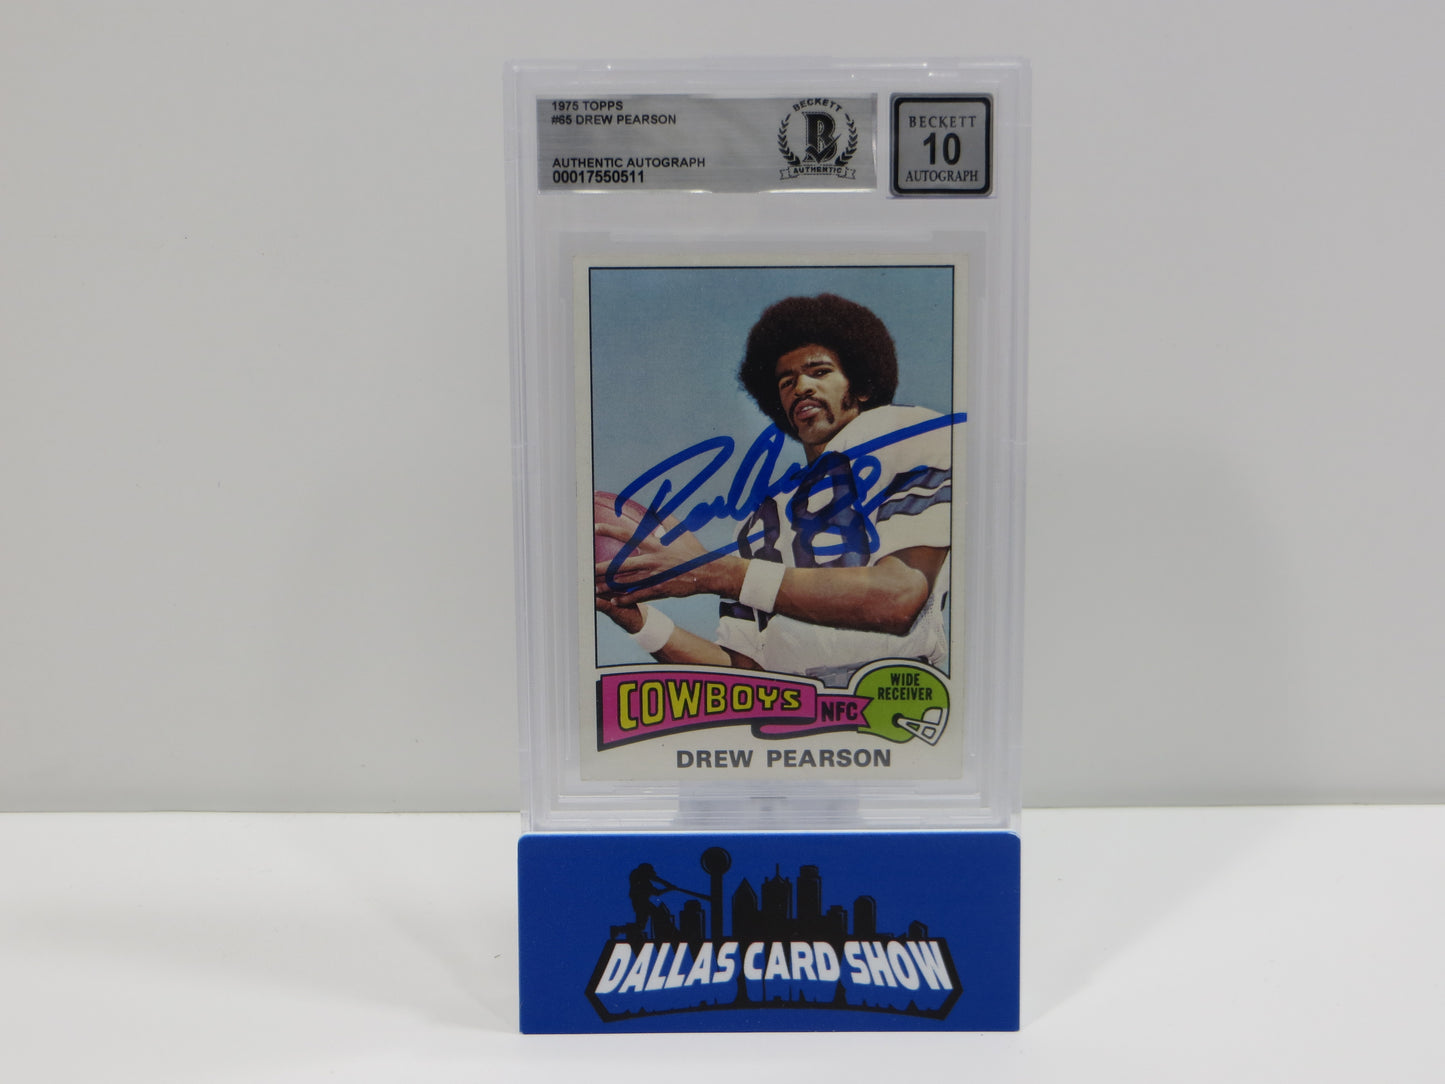 1975 TOPPS
#65 DREW PEARSON
AUTHENTIC AUTOGRAPH
00017550511
BECKETT
B
AUTHENTIC
BECKETT
10
AUTOGRAPH
88
COWBOYS
NFC
WIDE
RECEIVER
DREW PEARSON
DALLAS CARD SHOW